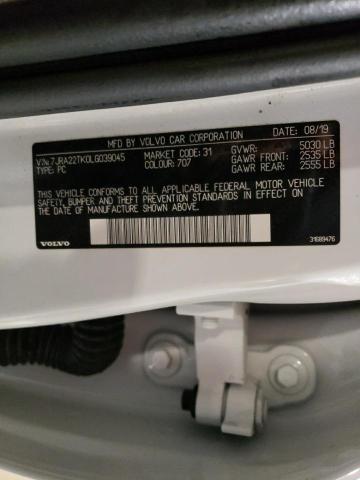 MFD BY VOLVO CAR CORPORATION DATE: 08/19
VIN: 7JRA22TK0LG039045 MARKET CODE: 31 GVWR: 5030 LB
TYPE: PC COLOUR: 707 GAWR FRONT: 2535 LB
GAWR REAR: 2555 LB
THIS VEHICLE CONFORMS TO ALL APPLICABLE FEDERAL MOTOR VEHICLE
SAFETY, BUMPER AND THEFT PREVENTION STANDARDS IN EFFECT ON
THE DATE OF MANUFACTURE SHOWN ABOVE.
VOLVO 31689476